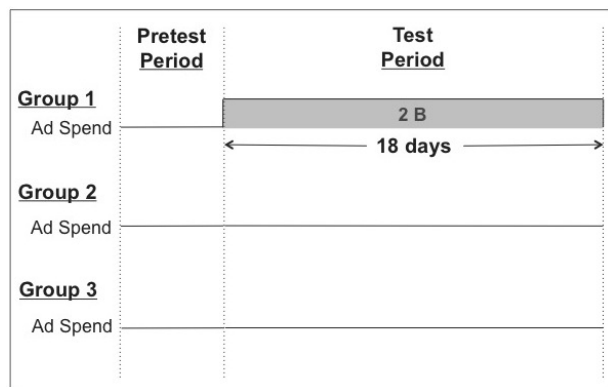 Pretest
Period
Test
Period
Group 1
Ad Spend
2 B
18 days
Group 2
Ad Spend
Group 3
Ad Spend